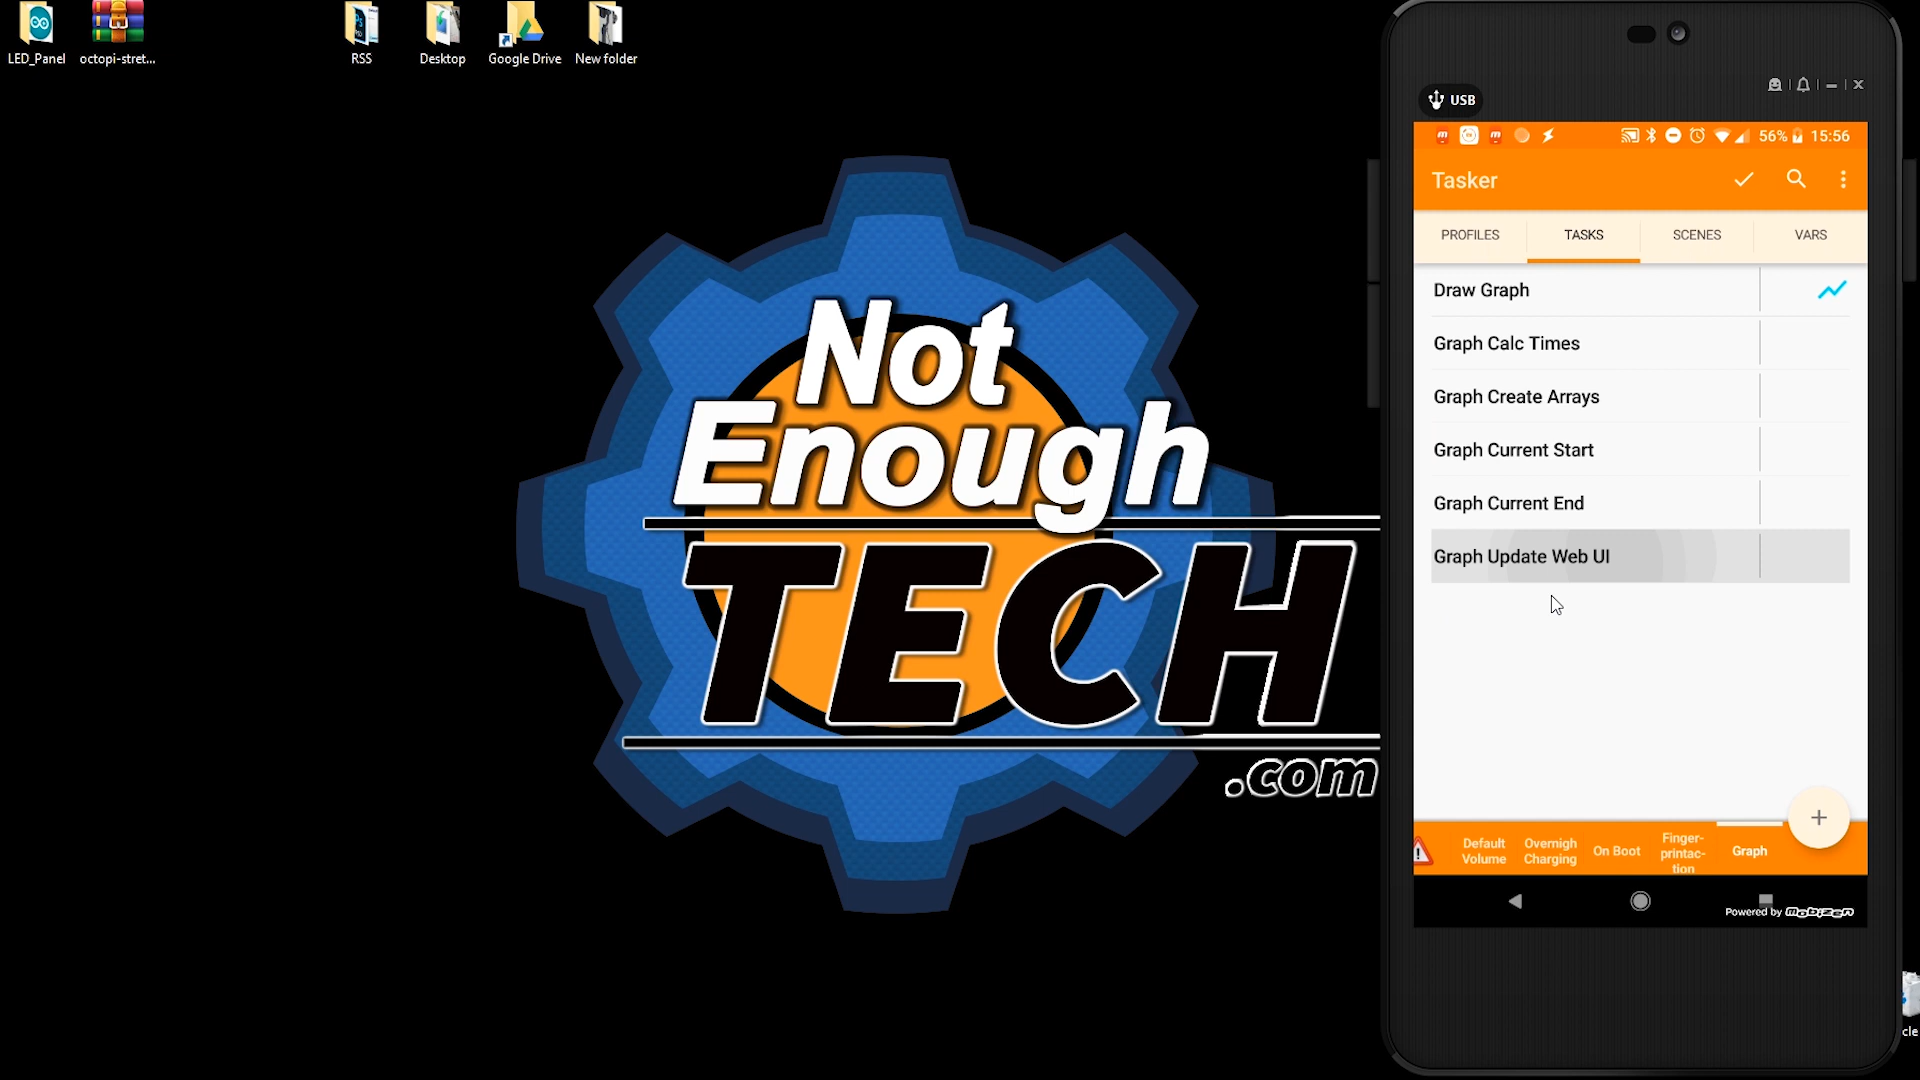 LED_Panel
octopi-stret...
RSS
Desktop
Google Drive
New folder
Not
Enough
TECH
.com
USB
56%
15:56
Tasker
PROFILES
TASKS
SCENES
VARS
Draw Graph
Graph Calc Times
Graph Create Arrays
Graph Current Start
Graph Current End
Graph Update Web UI
+
Default
Volume
Overnigh
Charging
On Boot
Finger-
printac-
tion
Graph
Powered by Mobizen
cle